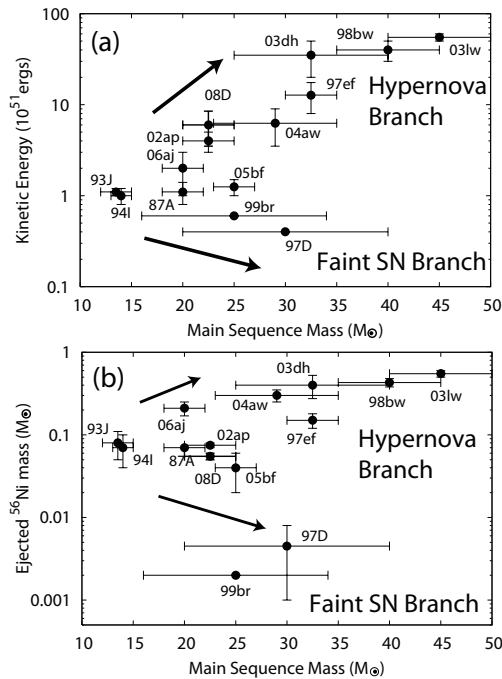 (a)
Kinetic Energy (10^51 ergs)
100
10
1
0.1
98bw
03dh
03lw
97ef
Hypernova
Branch
08D
04aw
02ap
06aj
93J
05bf
94I
87A
99br
97D
Faint SN Branch
10 15 20 25 30 35 40 45 50
Main Sequence Mass (M☉)
(b)
Ejected ^56Ni mass (M☉)
1
0.1
0.01
0.001
03dh
04aw
98bw
03lw
06aj
97ef
93J
02ap
Hypernova
Branch
94I
87A
08D
05bf
97D
99br
Faint SN Branch
10 15 20 25 30 35 40 45 50
Main Sequence Mass (M☉)